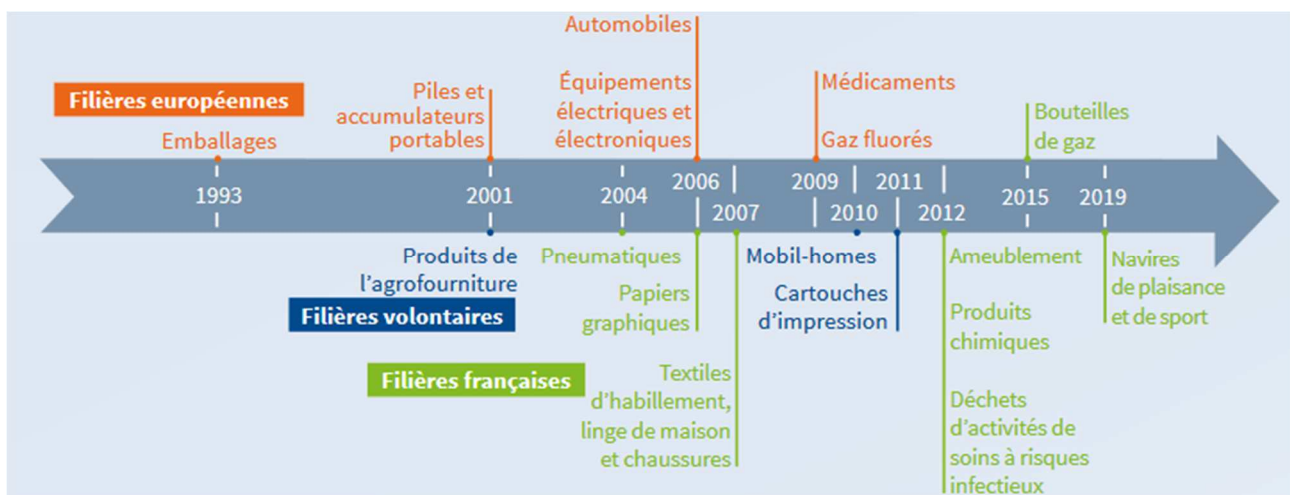 Filières européennes
Emballages
Piles et
accumulateurs
portables
Automobiles
Équipements
électriques et
électroniques
Médicaments
Gaz fluorés
Bouteilles
de gaz
1993
2001
2004
2006
2007
2009
2010
2011
2012
2015
2019
Produits de
l'agrofourniture
Filières volontaires
Pneumatiques
Papiers
graphiques
Filières françaises
Textiles
d'habillement,
linge de maison
et chaussures
Mobil-homes
Cartouches
d'impression
Ameublement
Produits
chimiques
Déchets
d'activités de
soins à risques
infectieux
Navires
de plaisance
et de sport